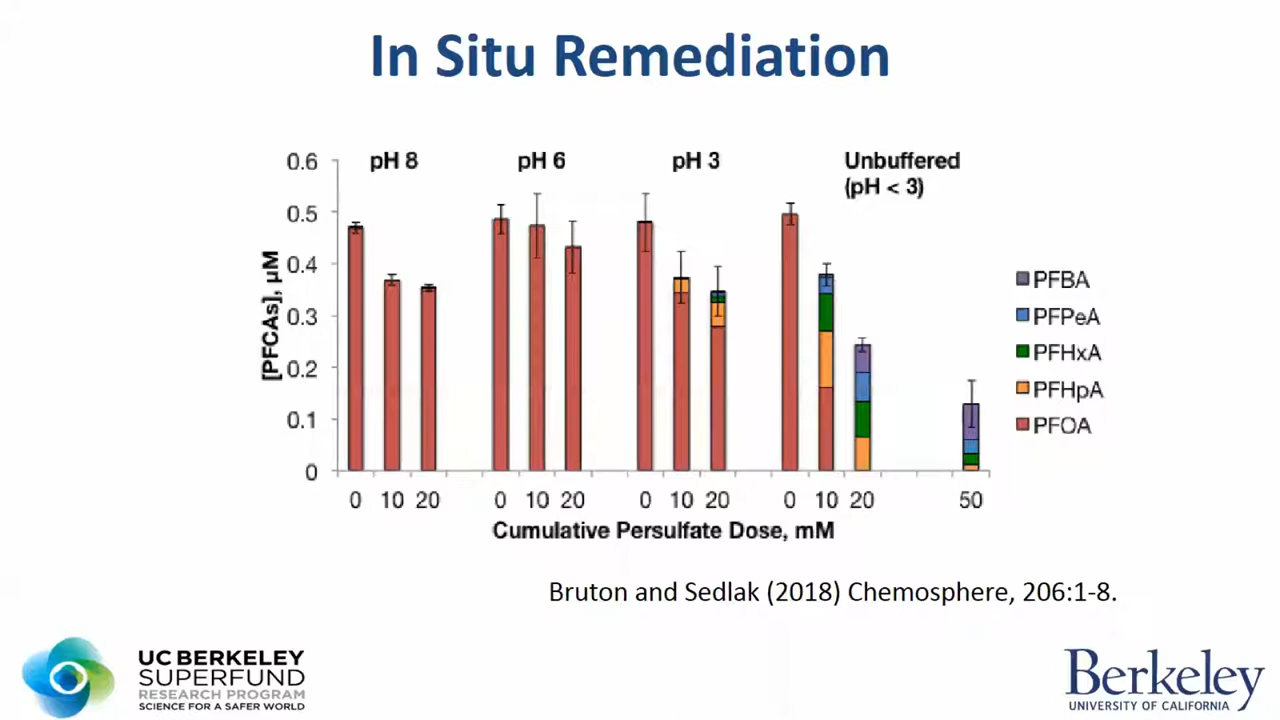 In Situ Remediation
pH 8
pH 6
pH 3
Unbuffered
(pH < 3)
[PFCAs], µM
0.6
0.5
0.4
0.3
0.2
0.1
0
0 10 20 0 10 20 0 10 20 0 10 20 50
Cumulative Persulfate Dose, mM
PFBA
PFPeA
PFHxA
PFHpA
PFOA
Bruton and Sedlak (2018) Chemosphere, 206:1-8.
UC BERKELEY
SUPERFUND
RESEARCH PROGRAM
SCIENCE FOR A SAFER WORLD
Berkeley
UNIVERSITY OF CALIFORNIA